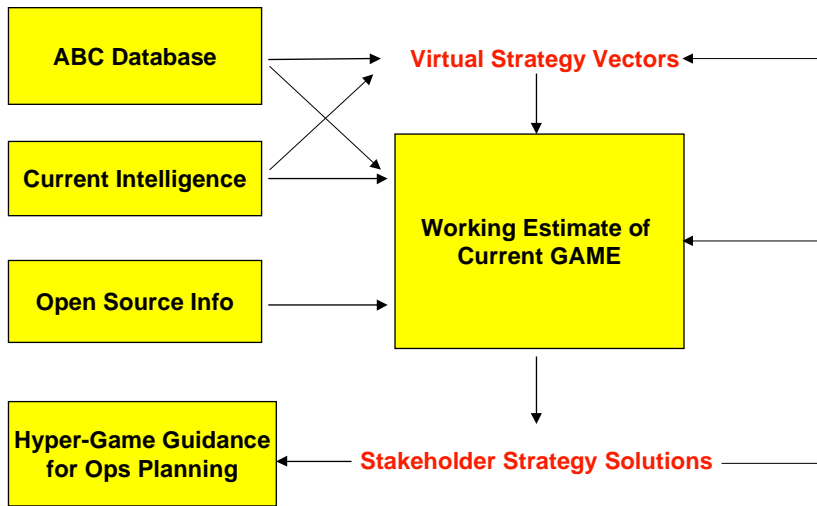 ABC Database
Virtual Strategy Vectors
Current Intelligence
Working Estimate of
Current GAME
Open Source Info
Hyper-Game Guidance
for Ops Planning
Stakeholder Strategy Solutions